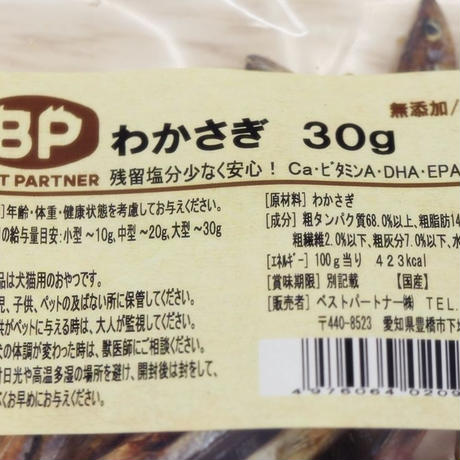 BP
わかさぎ 30g
無添加/
T PARTNER
残留塩分少なく安心! Ca・ビタミンA・DHA・EPA
]年齢・体重・健康状態を考慮してお与えください。
の給与量目安:小型~10g,中型~20g,大型~30g
品は犬猫用のおやつです。
児、子供、ペットの及ばない所に保管してください。
供がペットに与える時は、大人が監視してください。
犬の体調が変わった時は、獣医師にご相談ください。
日光や高温多湿の場所を避け、開封後は封をして、
くお早めにお与えください。
[原材料]わかさぎ
[成分]粗タンパク質68.0%以上、粗脂肪14
粗繊維2.0%以下、粗灰分7.0%以下、水
[エネルギー]100g当り 423kcal
[賞味期限]別記載 【国産】
[販売者]ベストパートナー㈱ TEL.
〒440-8523 愛知県豊橋市下地
4 976064 0209